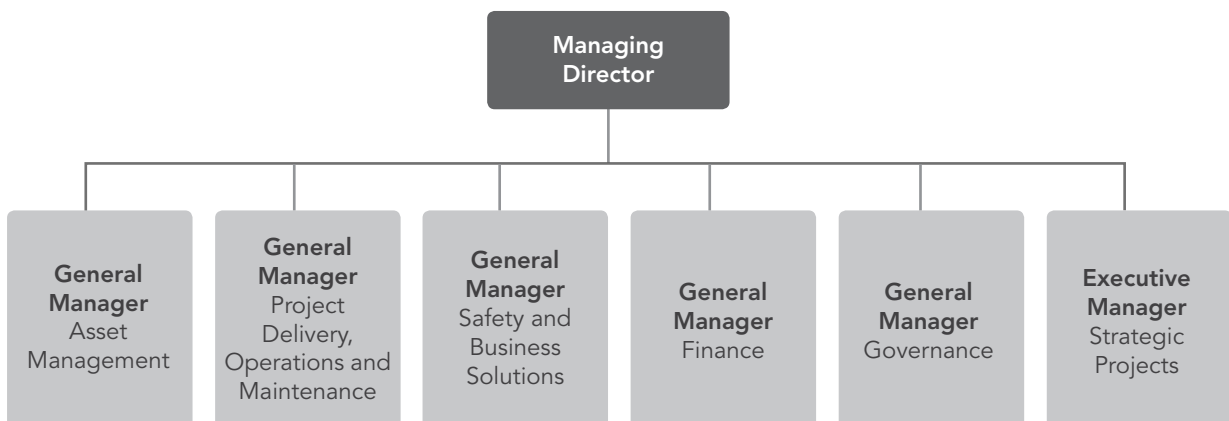 Managing
Director
General
Manager
Asset
Management
General
Manager
Project
Delivery,
Operations and
Maintenance
General
Manager
Safety and
Business
Solutions
General
Manager
Finance
General
Manager
Governance
Executive
Manager
Strategic
Projects